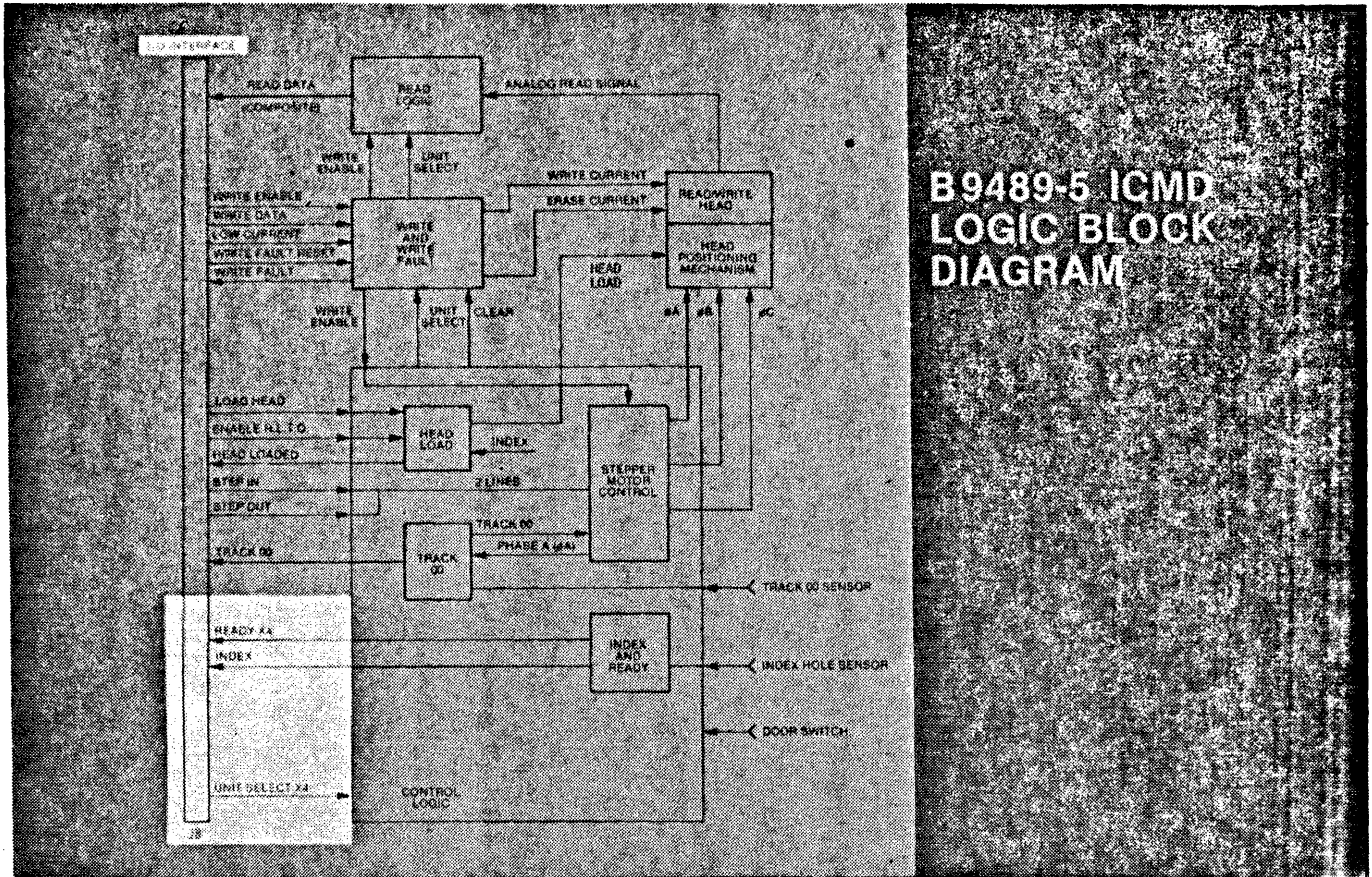 I/O INTERFACE
READ DATA
(COMPOSITE)
READ
LOGIC
ANALOG READ SIGNAL
WRITE
ENABLE
UNIT
SELECT
WRITE ENABLE
WRITE DATA
LOW CURRENT
WRITE FAULT RESET
WRITE FAULT
WRITE
AND
WRITE
FAULT
WRITE CURRENT
ERASE CURRENT
READ/WRITE
HEAD
HEAD
POSITIONING
MECHANISM
HEAD
LOAD
WRITE
ENABLE
UNIT
SELECT
CLEAR
øA
øB
øC
LOAD HEAD
ENABLE H.L.T.O.
HEAD LOADED
HEAD
LOAD
INDEX
STEP IN
2 LINES
STEP OUT
STEPPER
MOTOR
CONTROL
TRACK 00
TRACK
00
TRACK 00
PHASE A (øA)
TRACK 00 SENSOR
READY X4
INDEX
INDEX
AND
READY
INDEX HOLE SENSOR
DOOR SWITCH
UNIT SELECT X4
CONTROL
LOGIC
JB
B 9489-5 ICMD
LOGIC BLOCK
DIAGRAM